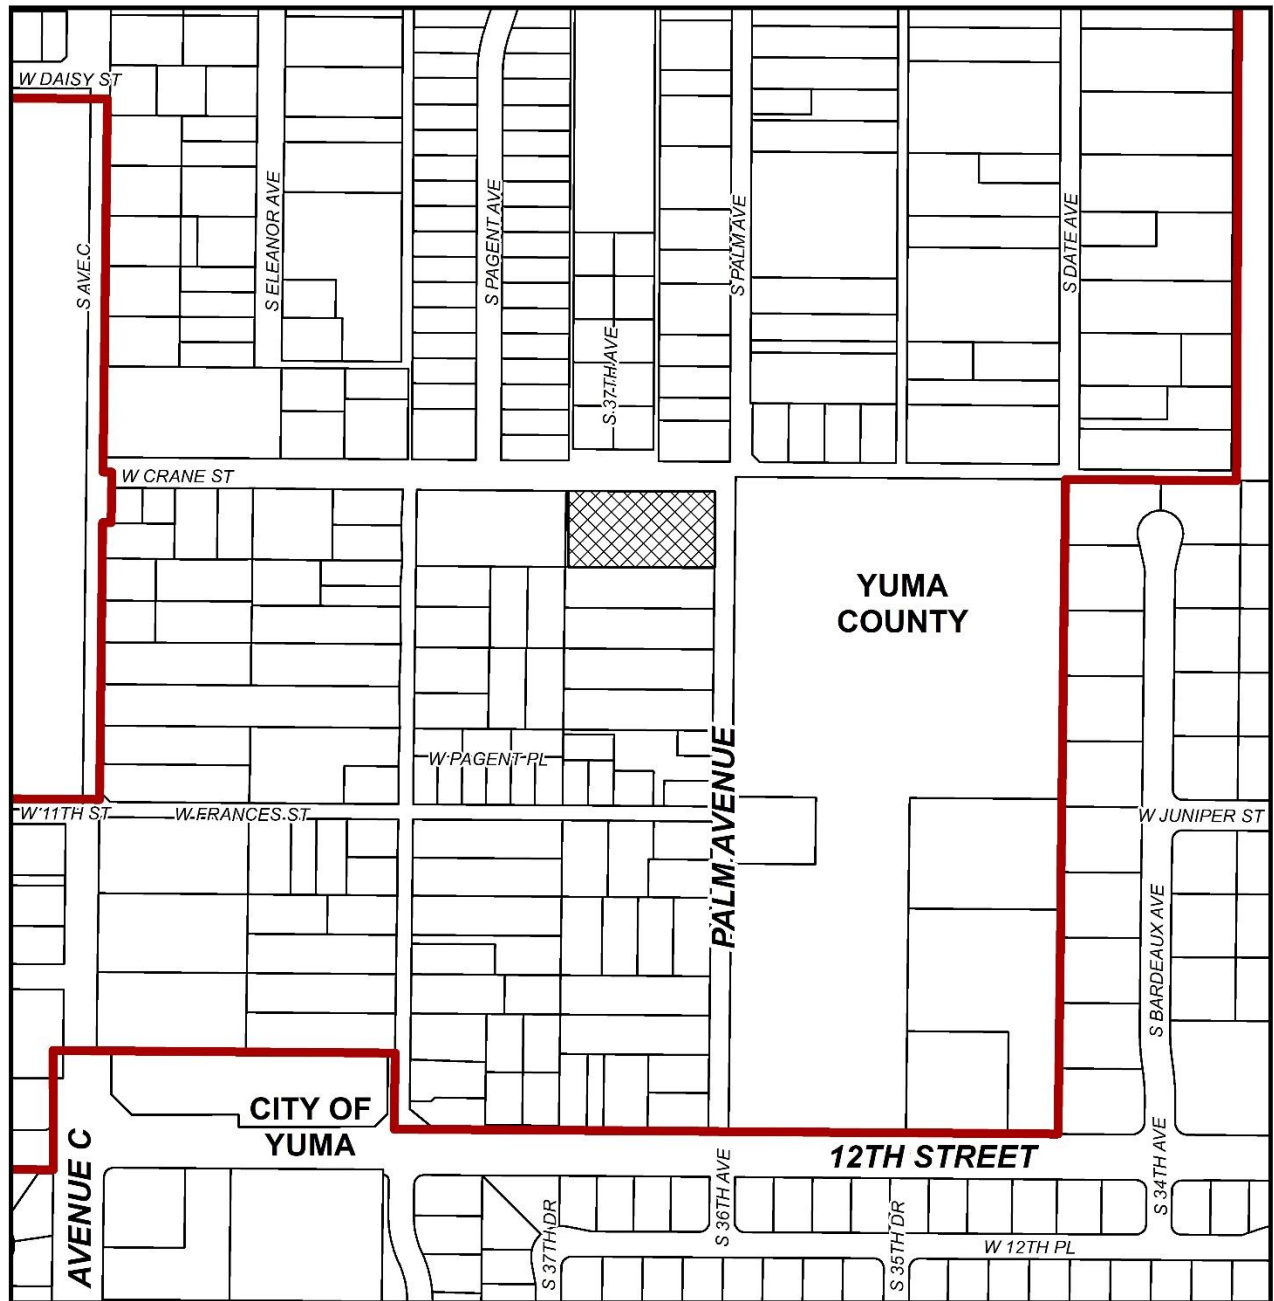 W DAISY ST
S AVE C
S ELEANOR AVE
S PAGENT AVE
S 37TH AVE
S PALM AVE
S DATE AVE
W CRANE ST
YUMA
COUNTY
W PAGENT PL
PALM AVENUE
W 11TH ST
W FRANCES ST
W JUNIPER ST
S BARDEAUX AVE
CITY OF
YUMA
AVENUE C
12TH STREET
S 37TH DR
S 36TH AVE
S 35TH DR
S 34TH AVE
W 12TH PL